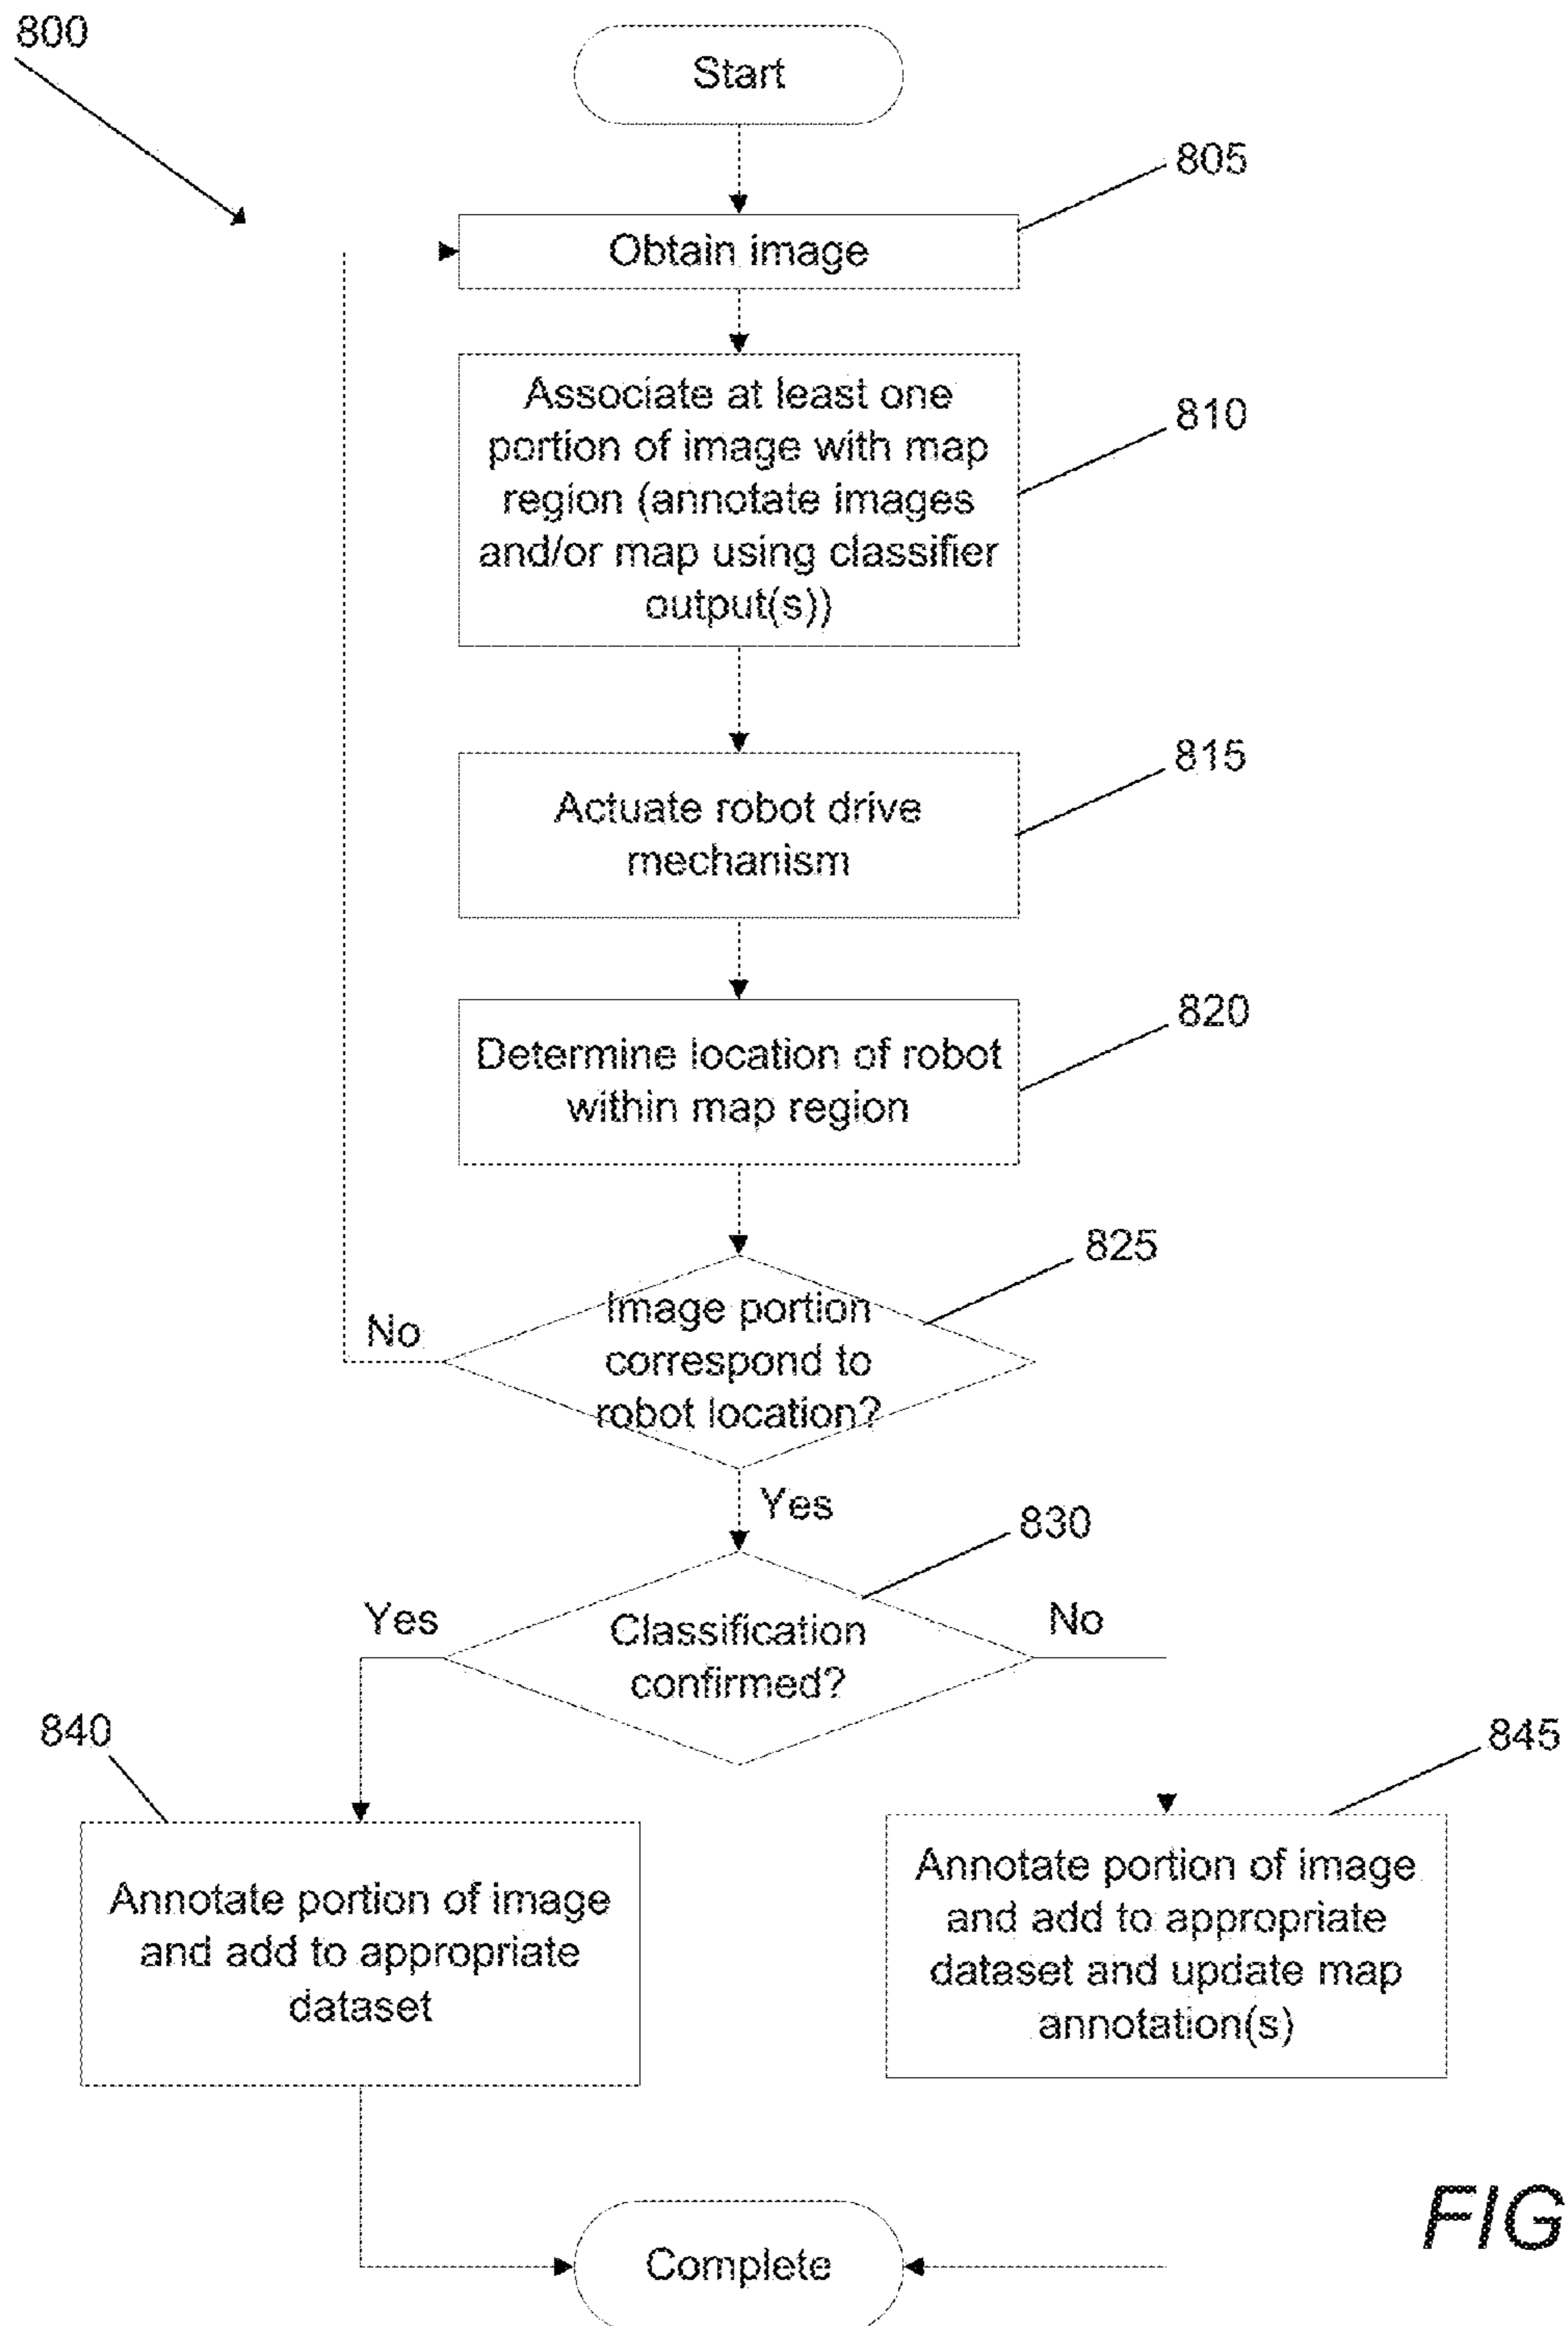 800
Start
805
Obtain image
810
Associate at least one
portion of image with map
region (annotate images
and/or map using classifier
output(s))
815
Actuate robot drive
mechanism
820
Determine location of robot
within map region
825
Image portion
correspond to
robot location?
No
Yes
830
Classification
confirmed?
Yes
No
840
845
Annotate portion of image
and add to appropriate
dataset
Annotate portion of image
and add to appropriate
dataset and update map
annotation(s)
Complete
FIG